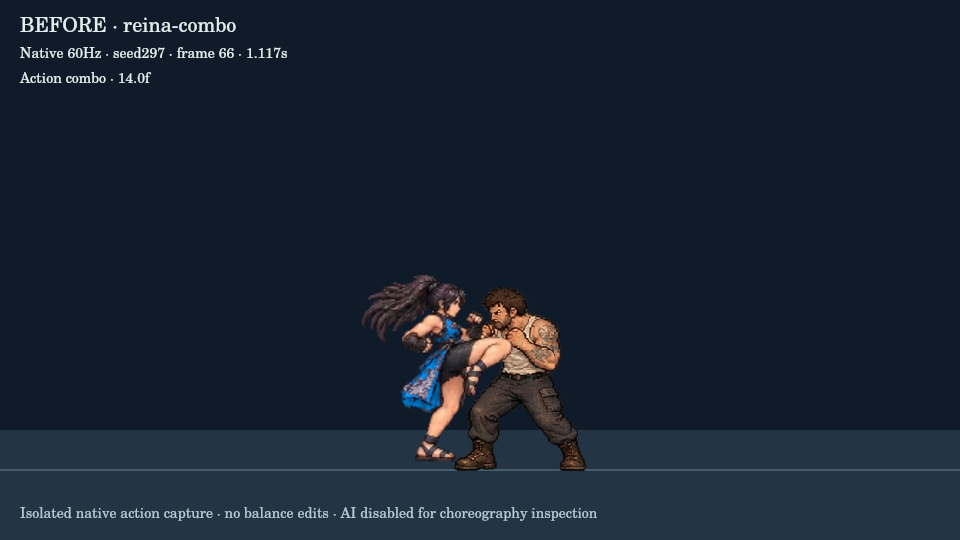 BEFORE · reina-combo
Native 60Hz · seed297 · frame 66 · 1.117s
Action combo · 14.0f
Isolated native action capture · no balance edits · AI disabled for choreography inspection